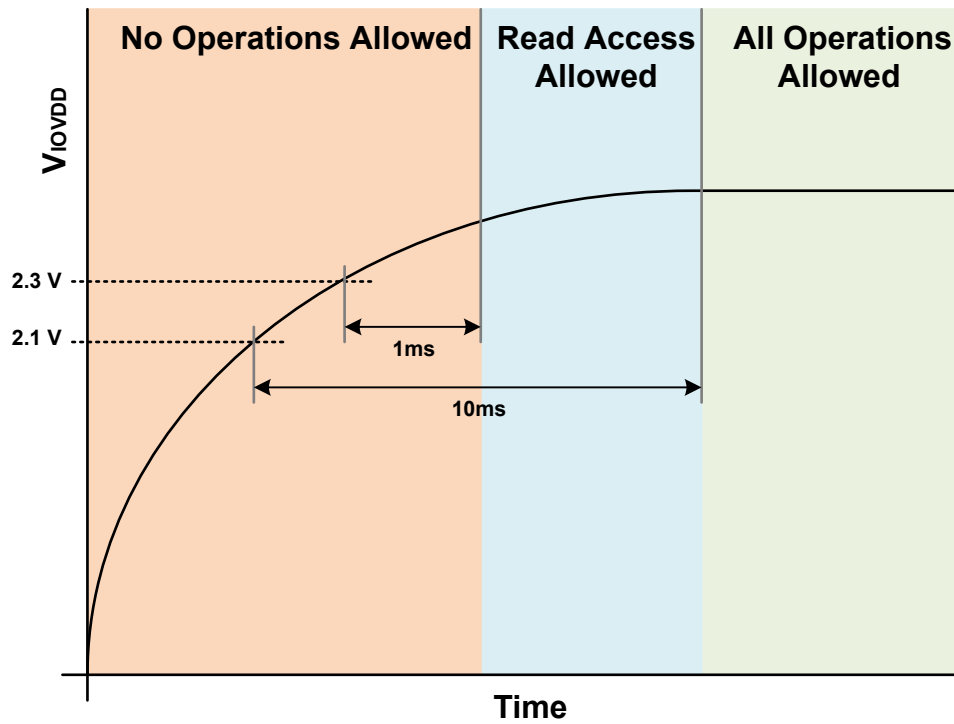 No Operations Allowed
Read Access
Allowed
All Operations
Allowed
VIOVDD
2.3 V
2.1 V
1ms
10ms
Time